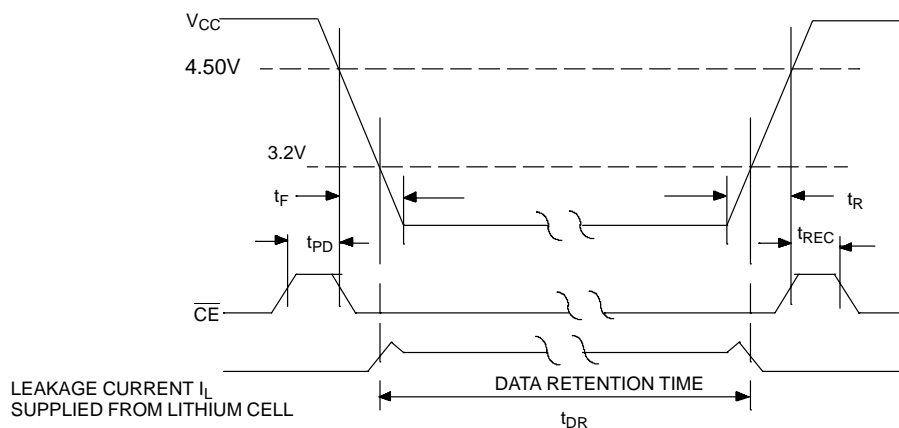 VCC
4.50V
3.2V
tF
tR
tPD
tREC
CE
LEAKAGE CURRENT IL
SUPPLIED FROM LITHIUM CELL
DATA RETENTION TIME
tDR